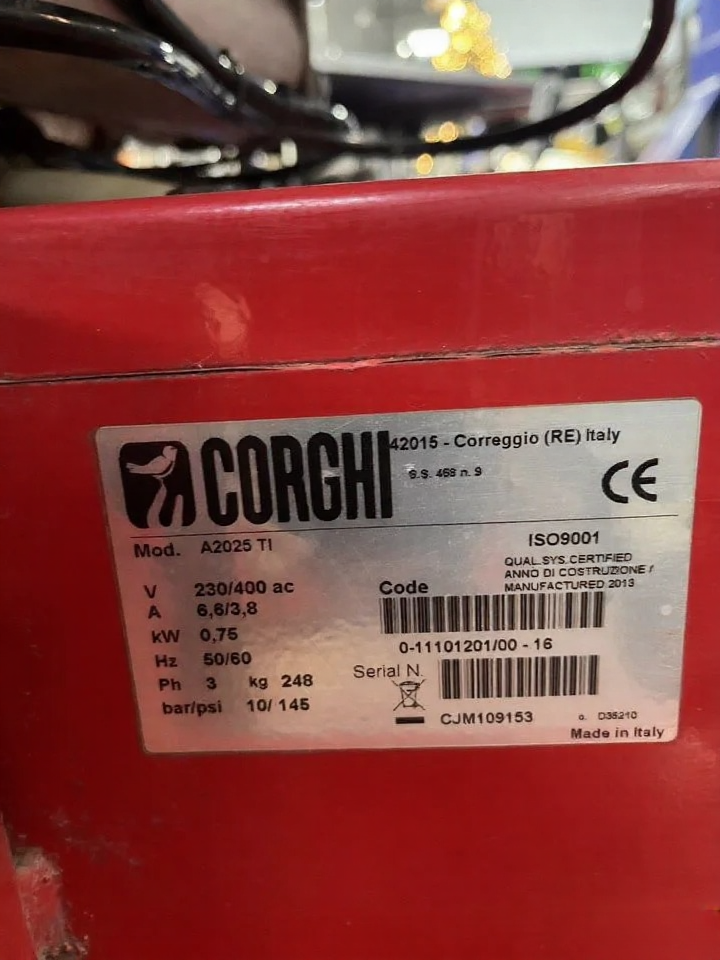 CORGHI
42015 - Correggio (RE) Italy
S.S. 468 n. 9
CE
Mod. A2025 TI
ISO9001
QUAL.SYS.CERTIFIED
ANNO DI COSTRUZIONE /
MANUFACTURED 2013
V 230/400 ac
A 6,6/3,8
kW 0,75
Hz 50/60
Ph 3 kg 248
bar/psi 10/ 145
Code
0-11101201/00 - 16
Serial N.
CJM109153
o. D35210
Made in Italy